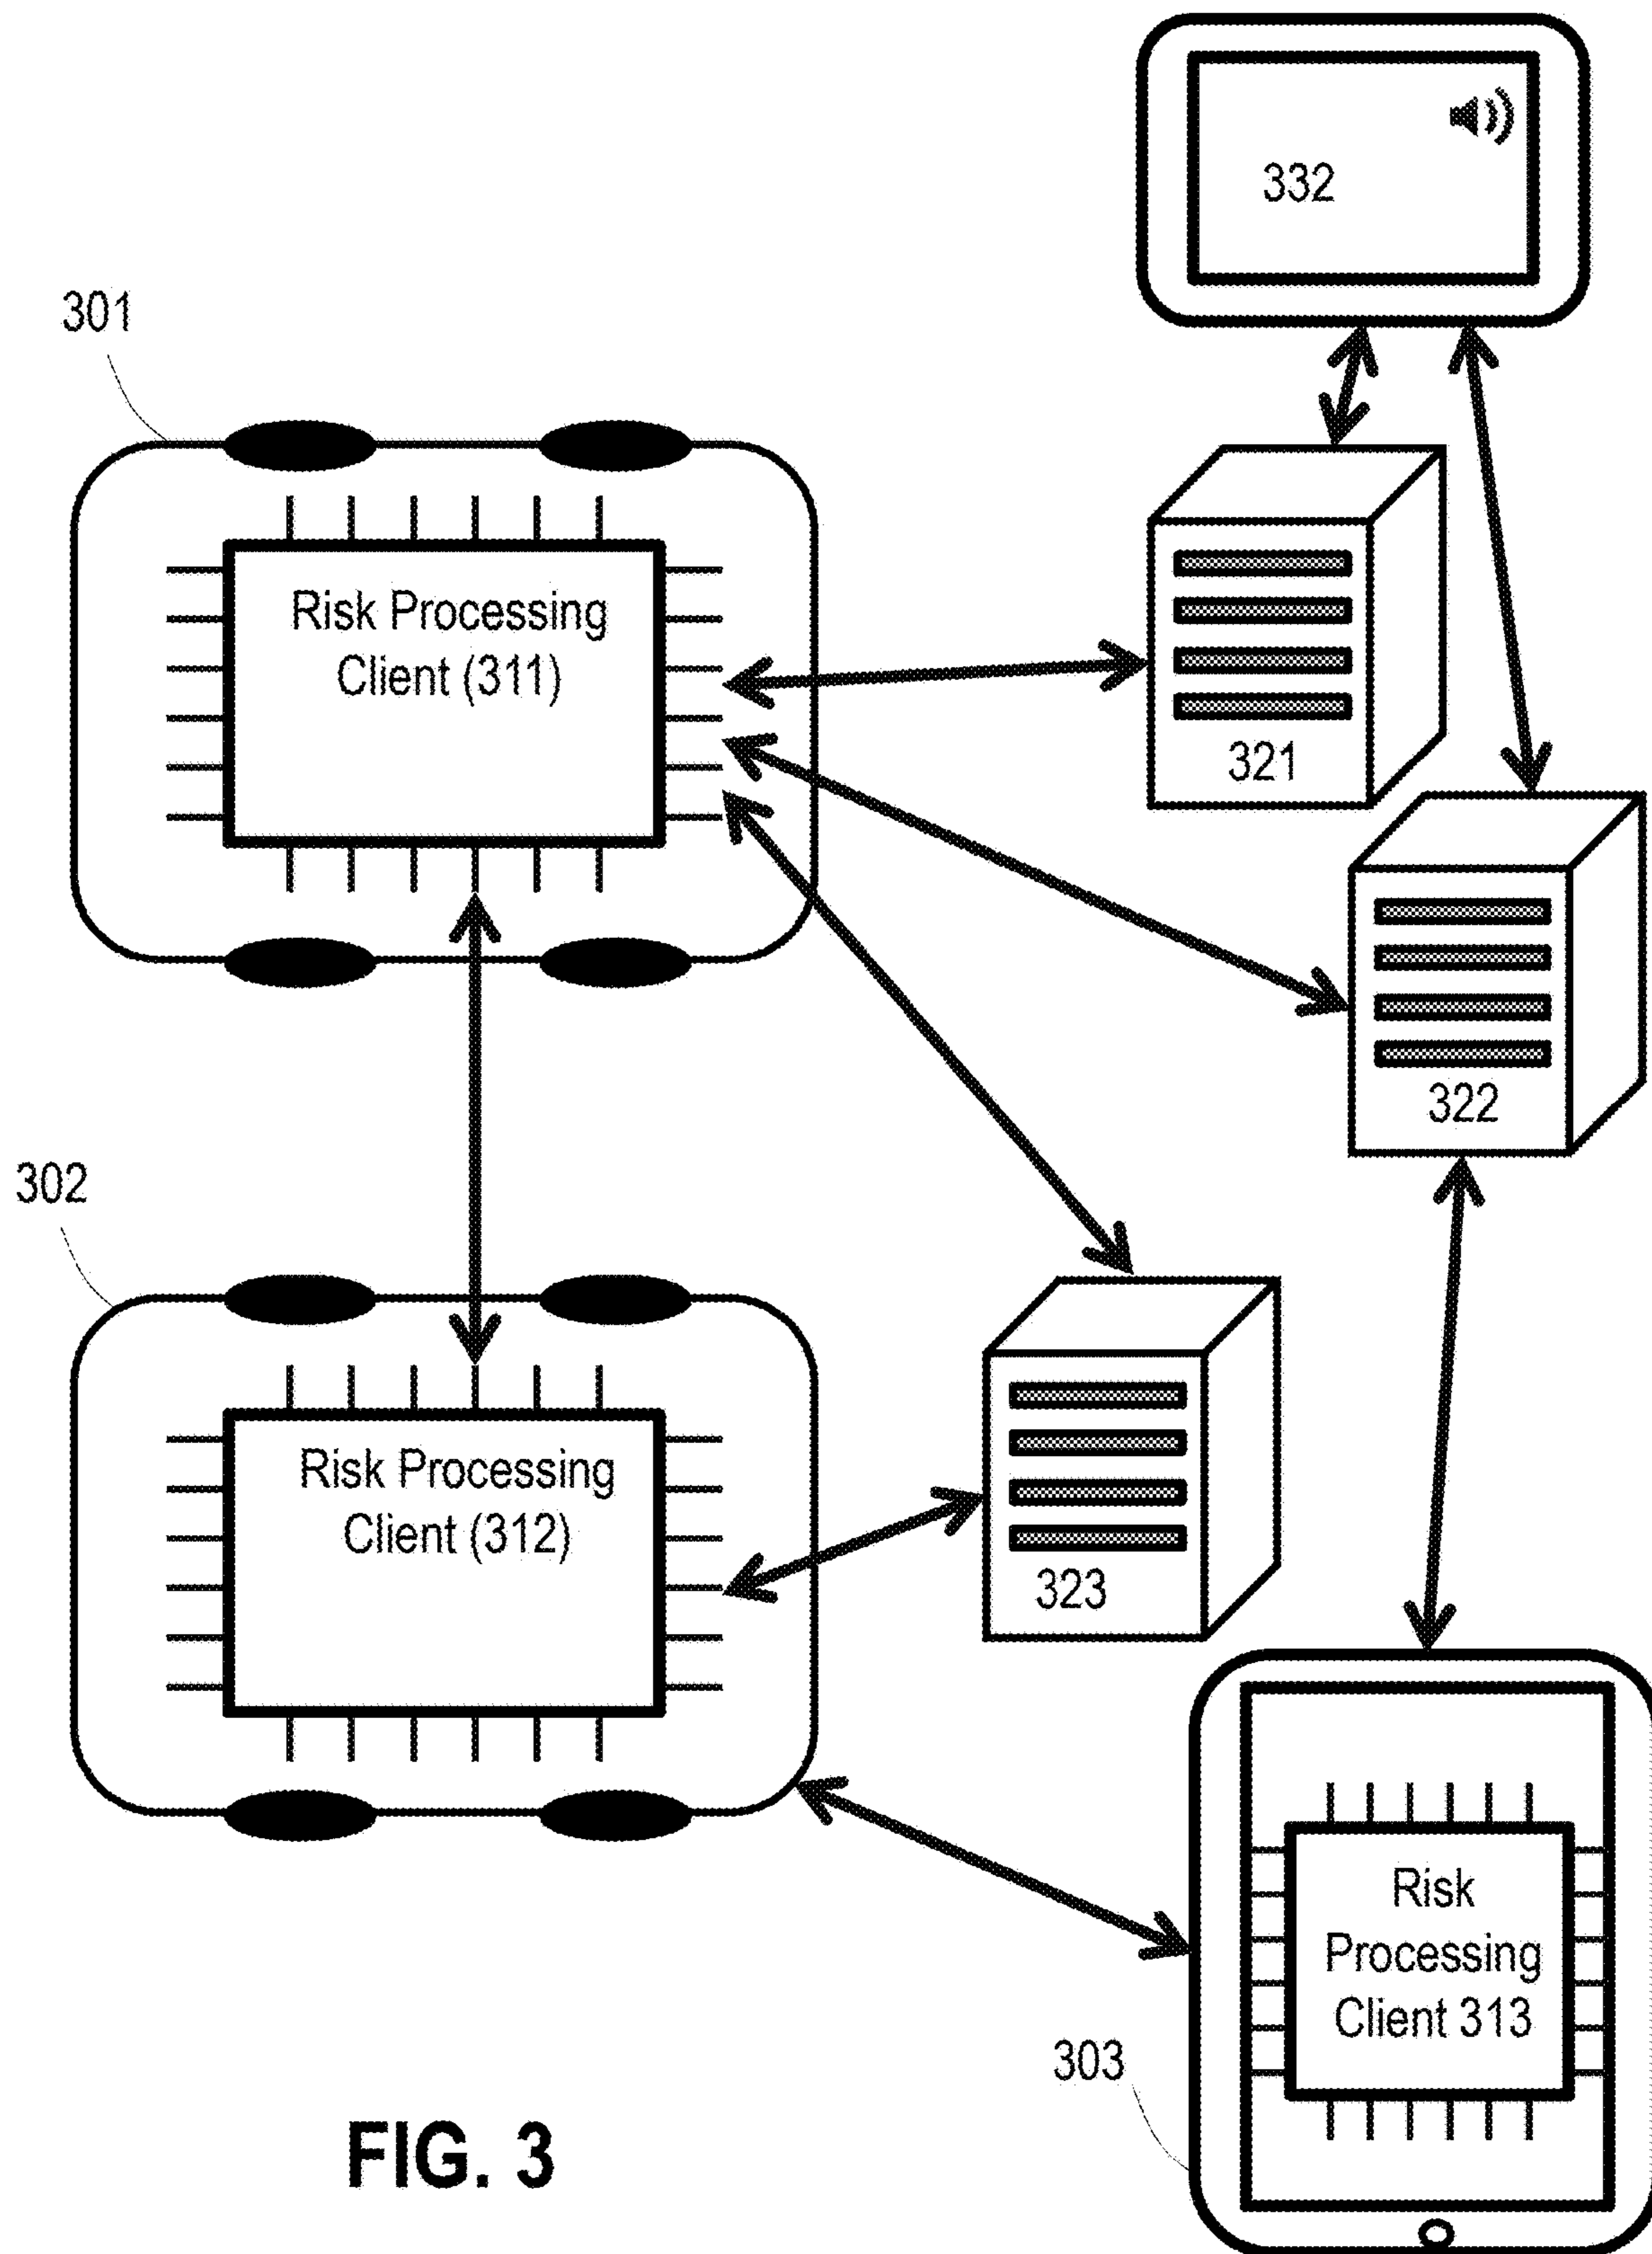 332
301
Risk Processing
Client (311)
321
322
302
Risk Processing
Client (312)
323
Risk
Processing
Client 313
303
FIG. 3